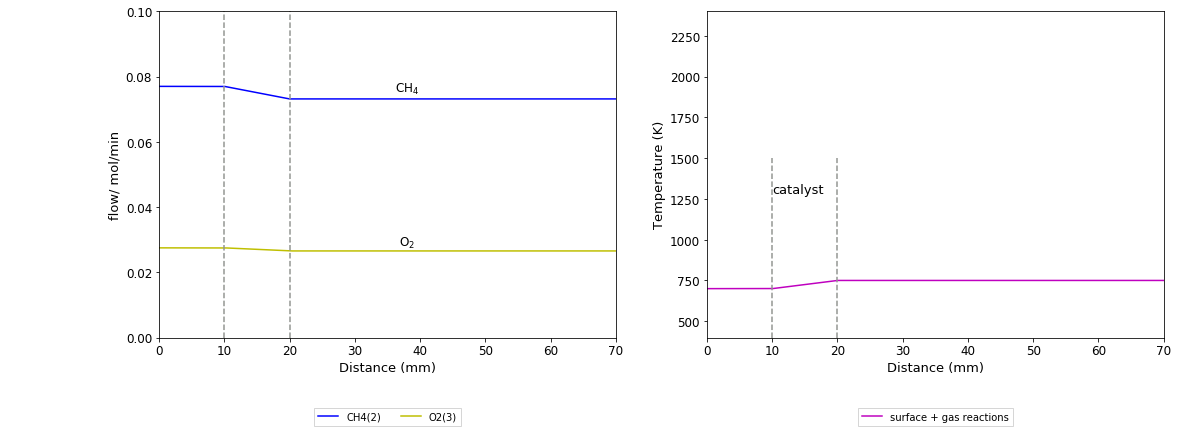 0.10
0.08
0.06
0.04
0.02
0.00
flow/ mol/min
CH₄
O₂
0 10 20 30 40 50 60 70
Distance (mm)
CH4(2) O2(3)
2250
2000
1750
1500
1250
1000
750
500
Temperature (K)
catalyst
0 10 20 30 40 50 60 70
Distance (mm)
surface + gas reactions